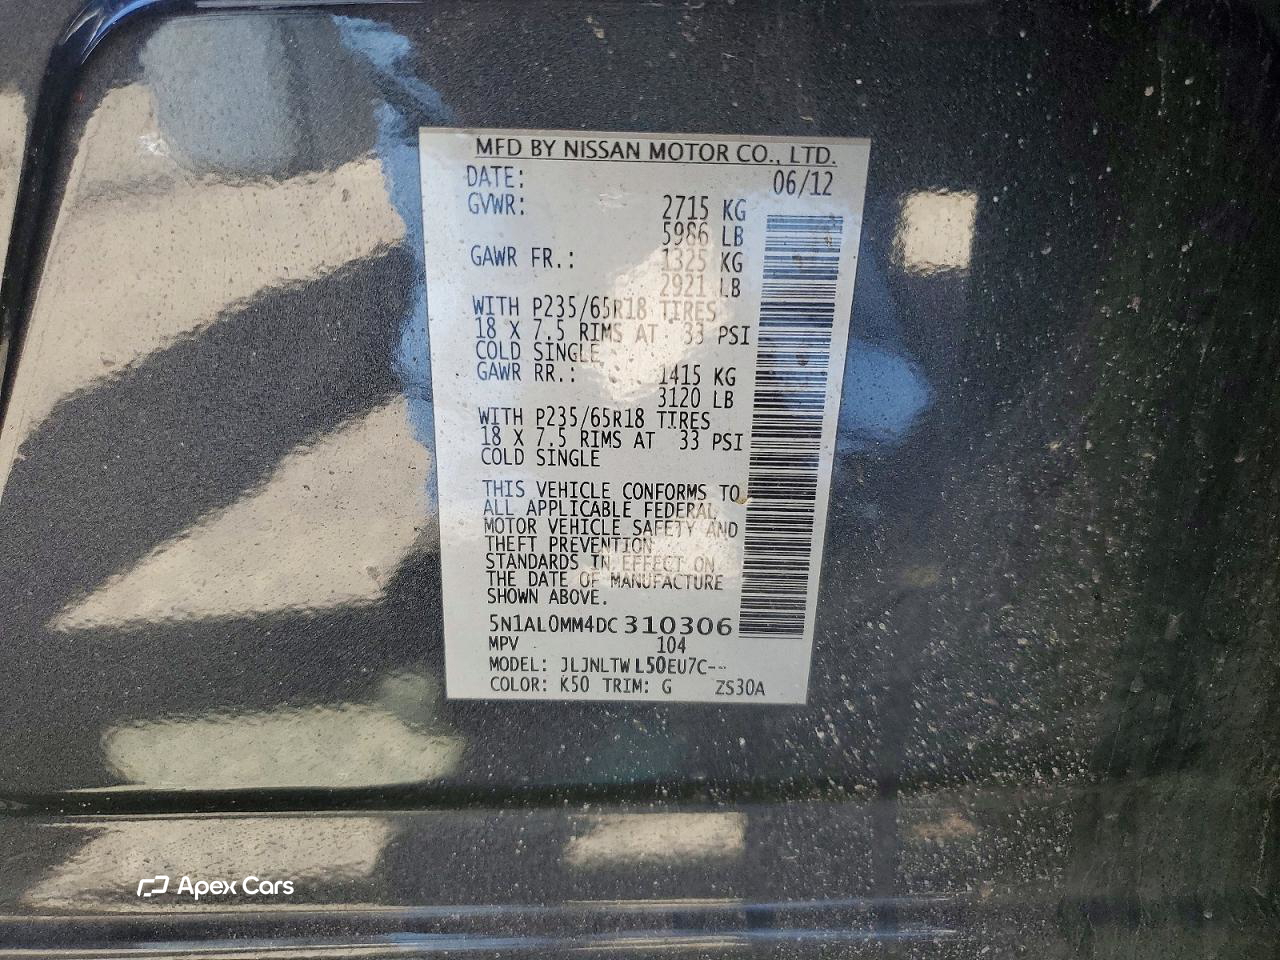 MFD BY NISSAN MOTOR CO., LTD.
DATE: 06/12
GVWR: 2715 KG
5986 LB
GAWR FR.: 1325 KG
2921 LB
WITH P235/65R18 TIRES
18 X 7.5 RIMS AT 33 PSI
COLD SINGLE
GAWR RR.: 1415 KG
3120 LB
WITH P235/65R18 TIRES
18 X 7.5 RIMS AT 33 PSI
COLD SINGLE
THIS VEHICLE CONFORMS TO
ALL APPLICABLE FEDERAL
MOTOR VEHICLE SAFETY AND
THEFT PREVENTION
STANDARDS IN EFFECT ON
THE DATE OF MANUFACTURE
SHOWN ABOVE.
5N1AL0MM4DC310306
MPV 104
MODEL: JLJNLTWL50EU7C---
COLOR: K50 TRIM: G ZS30A
Apex Cars